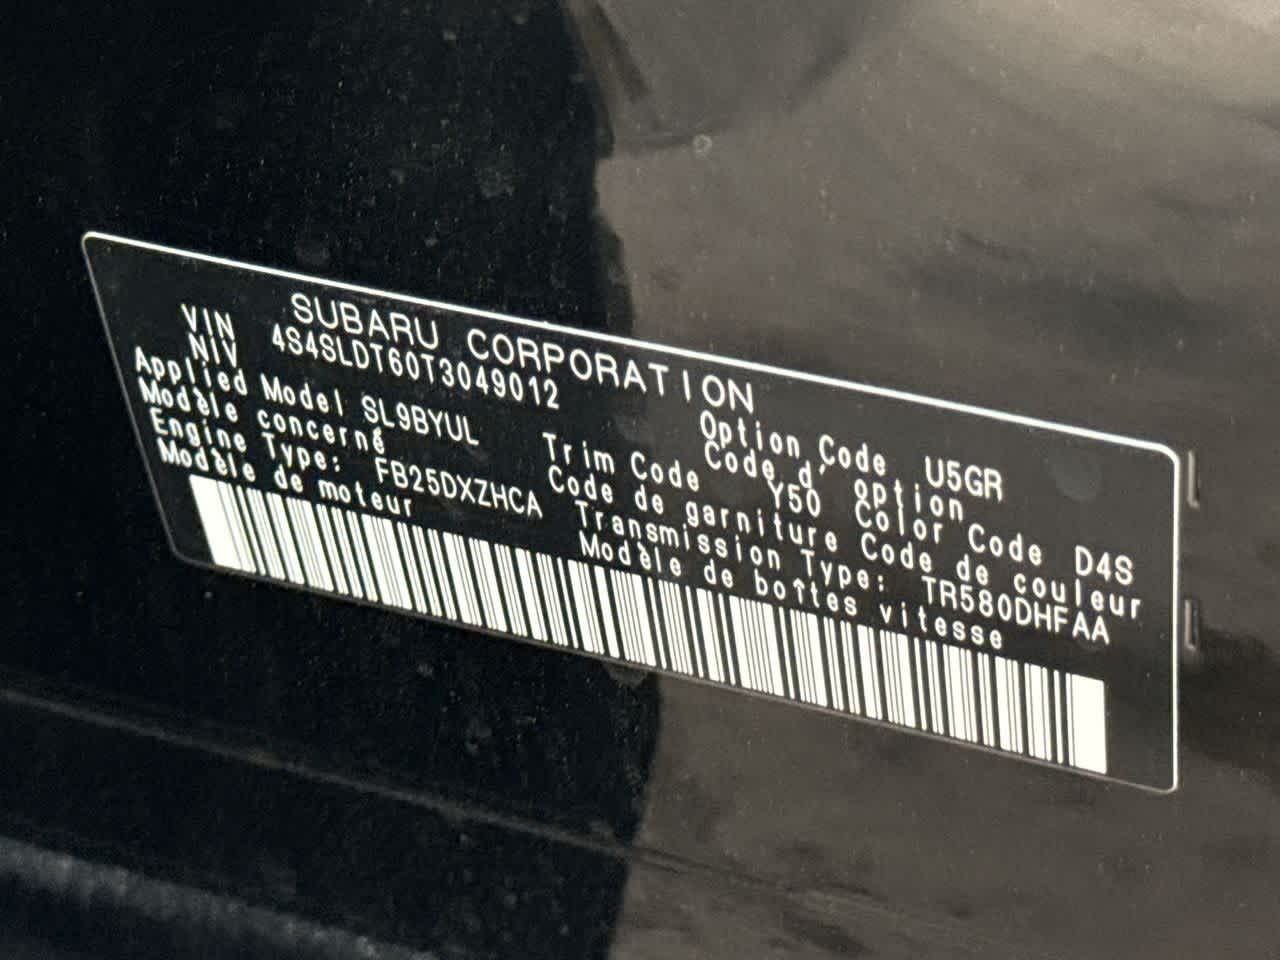 SUBARU CORPORATION
VIN 4S4SLDT60T3049012
NIV
Option Code U5GR
Code d' option
Applied Model SL9BYUL
Modèle concerné
Trim Code Y50 Color Code D4S
Code de garniture Code de couleur
Engine Type: FB25DXZHCA
Modèle de moteur
Transmission Type: TR580DHFAA
Modèle de boîtes vitesse